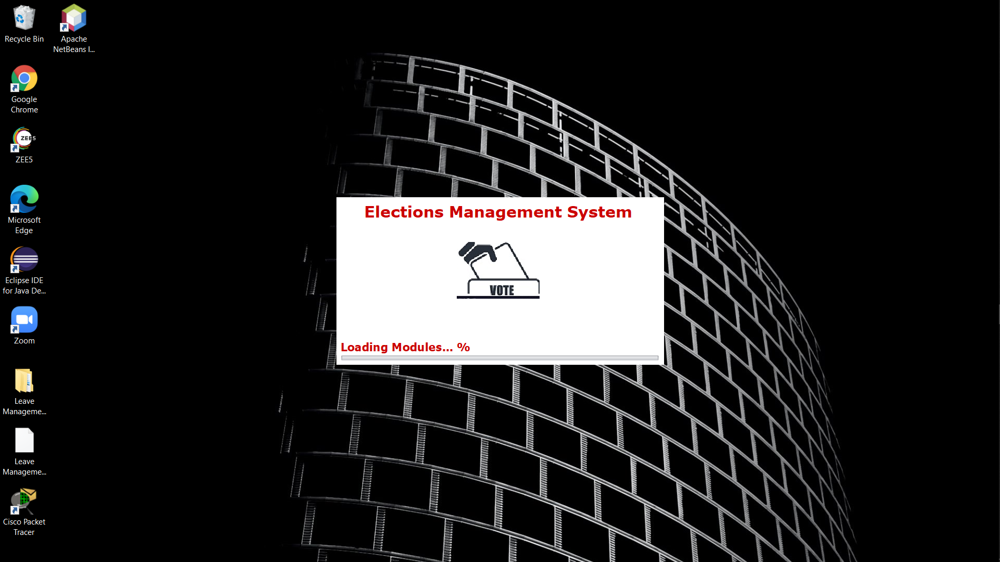 Recycle Bin
Apache
NetBeans I...
Google
Chrome
ZEE5
ZEE5
Microsoft
Edge
Eclipse IDE
for Java De...
Zoom
Leave
Manageme...
Leave
Manageme...
Cisco Packet
Tracer
Elections Management System
VOTE
Loading Modules... %